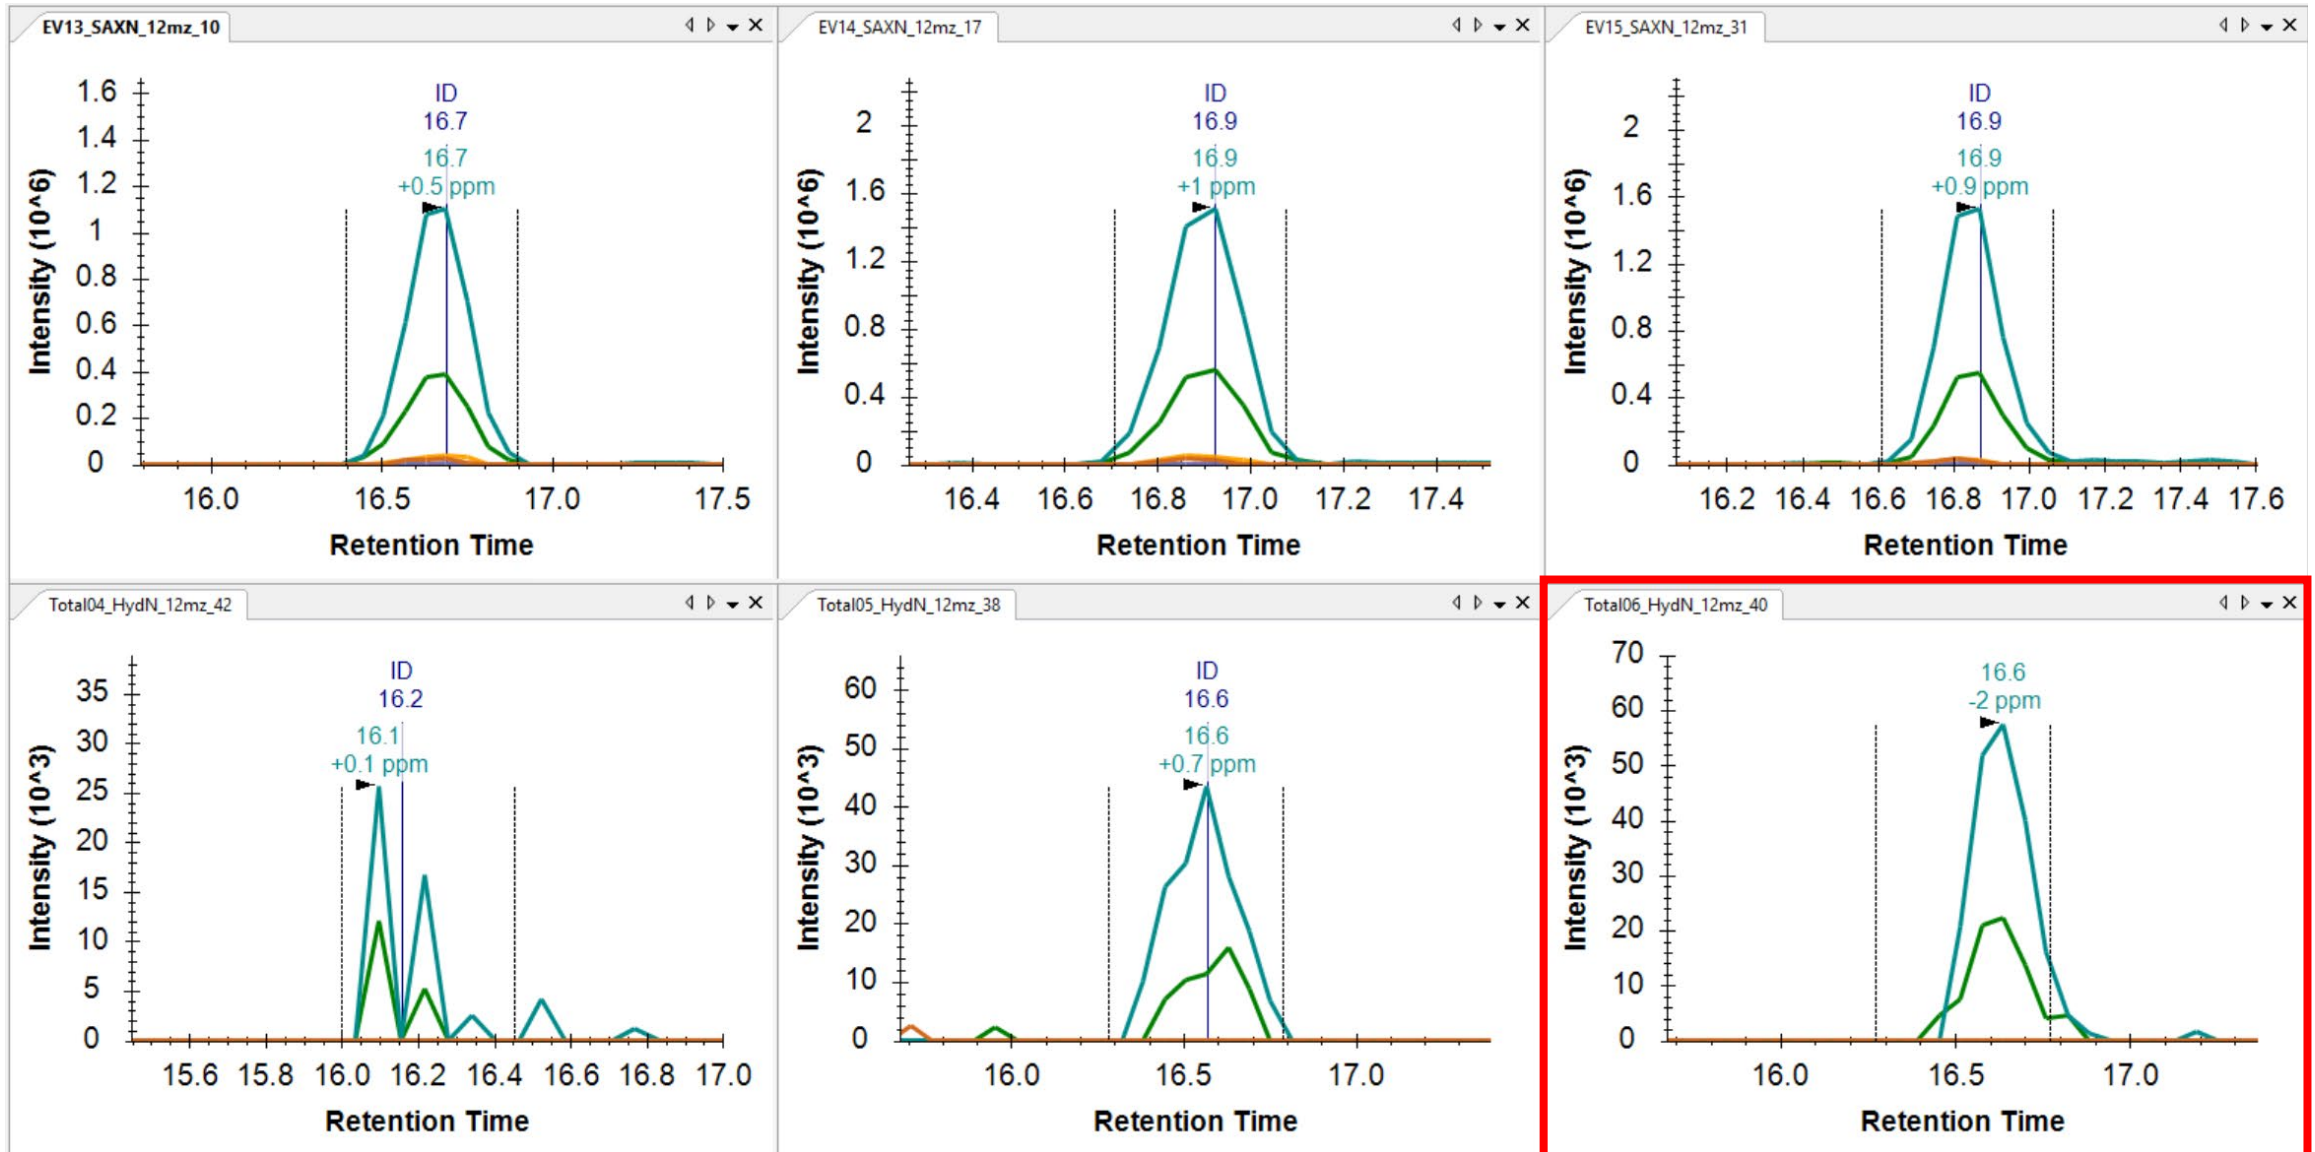 EV13_SAXN_12mz_10
ID
16.7
16.7
+0.5 ppm
Intensity (10^6)
1.6
1.4
1.2
1
0.8
0.6
0.4
0.2
0
16.0 16.5 17.0 17.5
Retention Time
EV14_SAXN_12mz_17
ID
16.9
16.9
+1 ppm
Intensity (10^6)
2
1.6
1.2
0.8
0.4
0
16.4 16.6 16.8 17.0 17.2 17.4
Retention Time
EV15_SAXN_12mz_31
ID
16.9
16.9
+0.9 ppm
Intensity (10^6)
2
1.6
1.2
0.8
0.4
0
16.2 16.4 16.6 16.8 17.0 17.2 17.4 17.6
Retention Time
Total04_HydN_12mz_42
ID
16.2
16.1
+0.1 ppm
Intensity (10^3)
35
30
25
20
15
10
5
0
15.6 15.8 16.0 16.2 16.4 16.6 16.8 17.0
Retention Time
Total05_HydN_12mz_38
ID
16.6
16.6
+0.7 ppm
Intensity (10^3)
60
50
40
30
20
10
0
16.0 16.5 17.0
Retention Time
Total06_HydN_12mz_40
16.6
-2 ppm
Intensity (10^3)
70
60
50
40
30
20
10
0
16.0 16.5 17.0
Retention Time